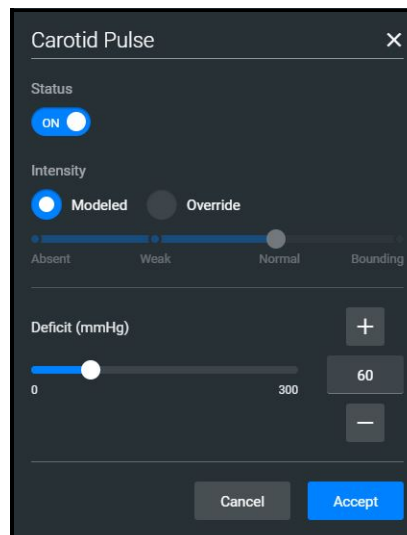 Carotid Pulse
Status
ON
Intensity
Modeled Override
Absent Weak Normal Bounding
Deficit (mmHg)
60
0 300
Cancel Accept